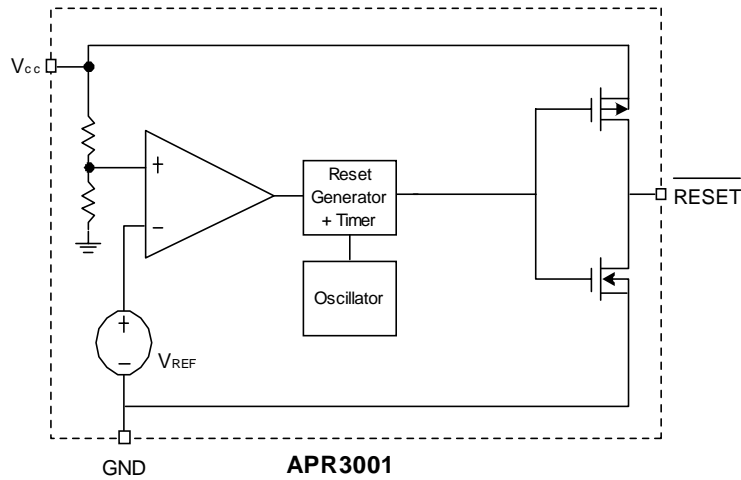 Vcc
+
−
Reset
Generator
+ Timer
RESET
Oscillator
+
−
VREF
GND
APR3001